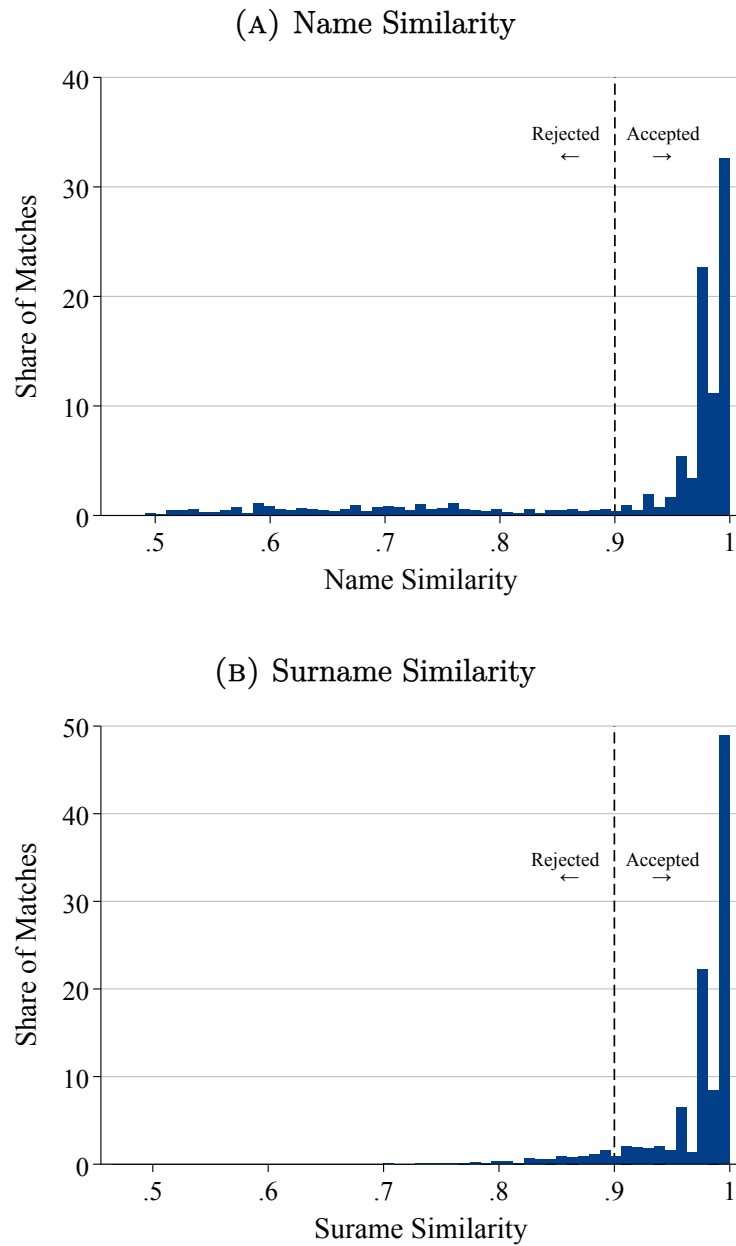 (A) Name Similarity
40
Rejected Accepted
← →
30
20
10
0
Share of Matches
.5 .6 .7 .8 .9 1
Name Similarity
(B) Surname Similarity
50
40
Rejected Accepted
← →
30
20
10
0
Share of Matches
.5 .6 .7 .8 .9 1
Surame Similarity